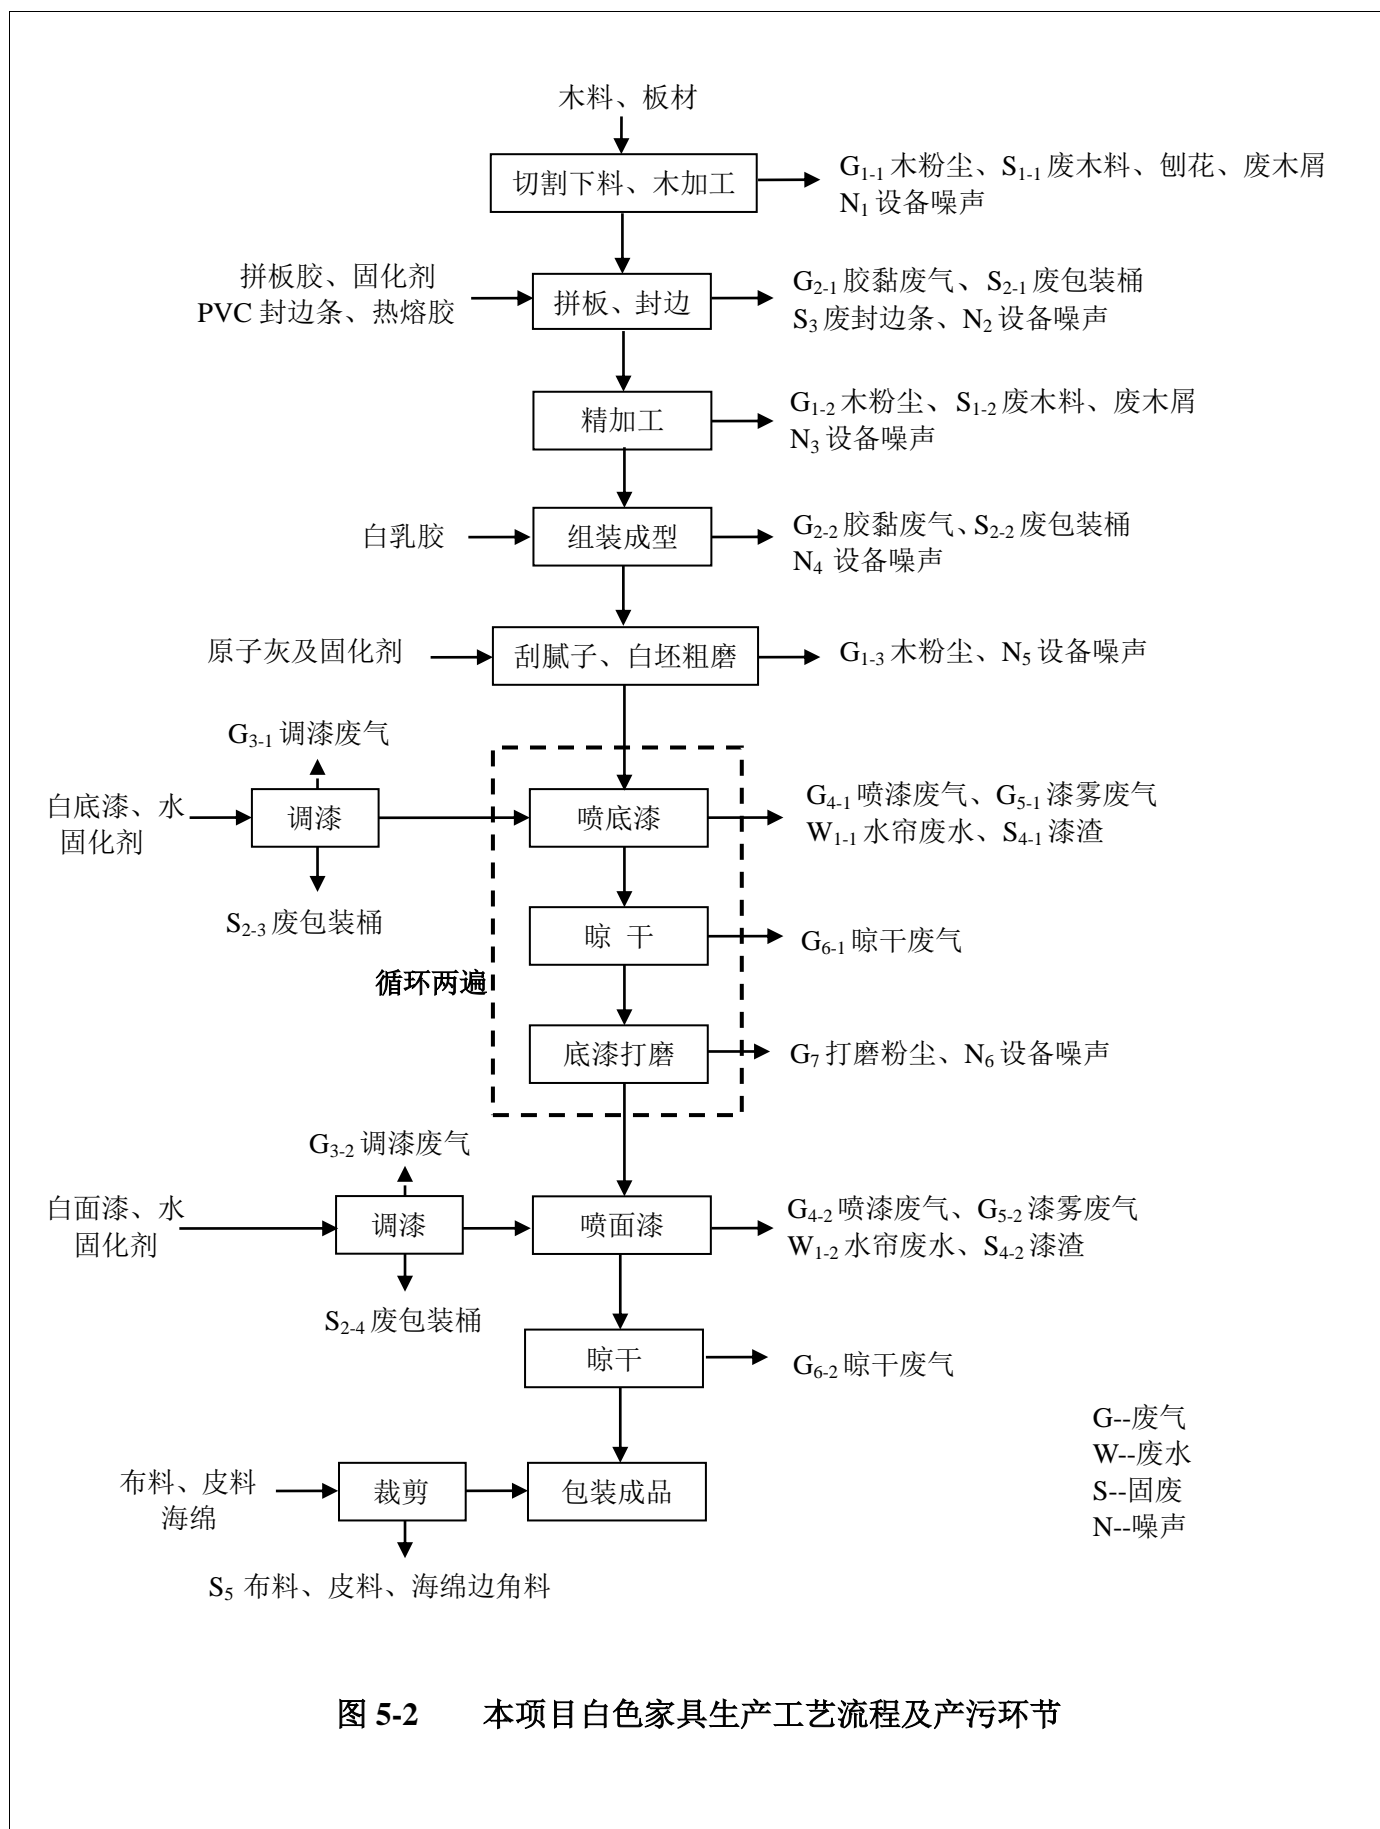 木料、板材
切割下料、木加工
G1-1 木粉尘、S1-1 废木料、刨花、废木屑
N1 设备噪声
拼板胶、固化剂
PVC 封边条、热熔胶
拼板、封边
G2-1 胶黏废气、S2-1 废包装桶
S3 废封边条、N2 设备噪声
精加工
G1-2 木粉尘、S1-2 废木料、废木屑
N3 设备噪声
白乳胶
组装成型
G2-2 胶黏废气、S2-2 废包装桶
N4 设备噪声
原子灰及固化剂
刮腻子、白坯粗磨
G1-3 木粉尘、N5 设备噪声
G3-1 调漆废气
白底漆、水
固化剂
调漆
喷底漆
G4-1 喷漆废气、G5-1 漆雾废气
W1-1 水帘废水、S4-1 漆渣
S2-3 废包装桶
晾 干
G6-1 晾干废气
循环两遍
底漆打磨
G7 打磨粉尘、N6 设备噪声
G3-2 调漆废气
白面漆、水
固化剂
调漆
喷面漆
G4-2 喷漆废气、G5-2 漆雾废气
W1-2 水帘废水、S4-2 漆渣
S2-4 废包装桶
晾干
G6-2 晾干废气
G--废气
W--废水
S--固废
N--噪声
布料、皮料
海绵
裁剪
包装成品
S5 布料、皮料、海绵边角料
图 5-2 本项目白色家具生产工艺流程及产污环节